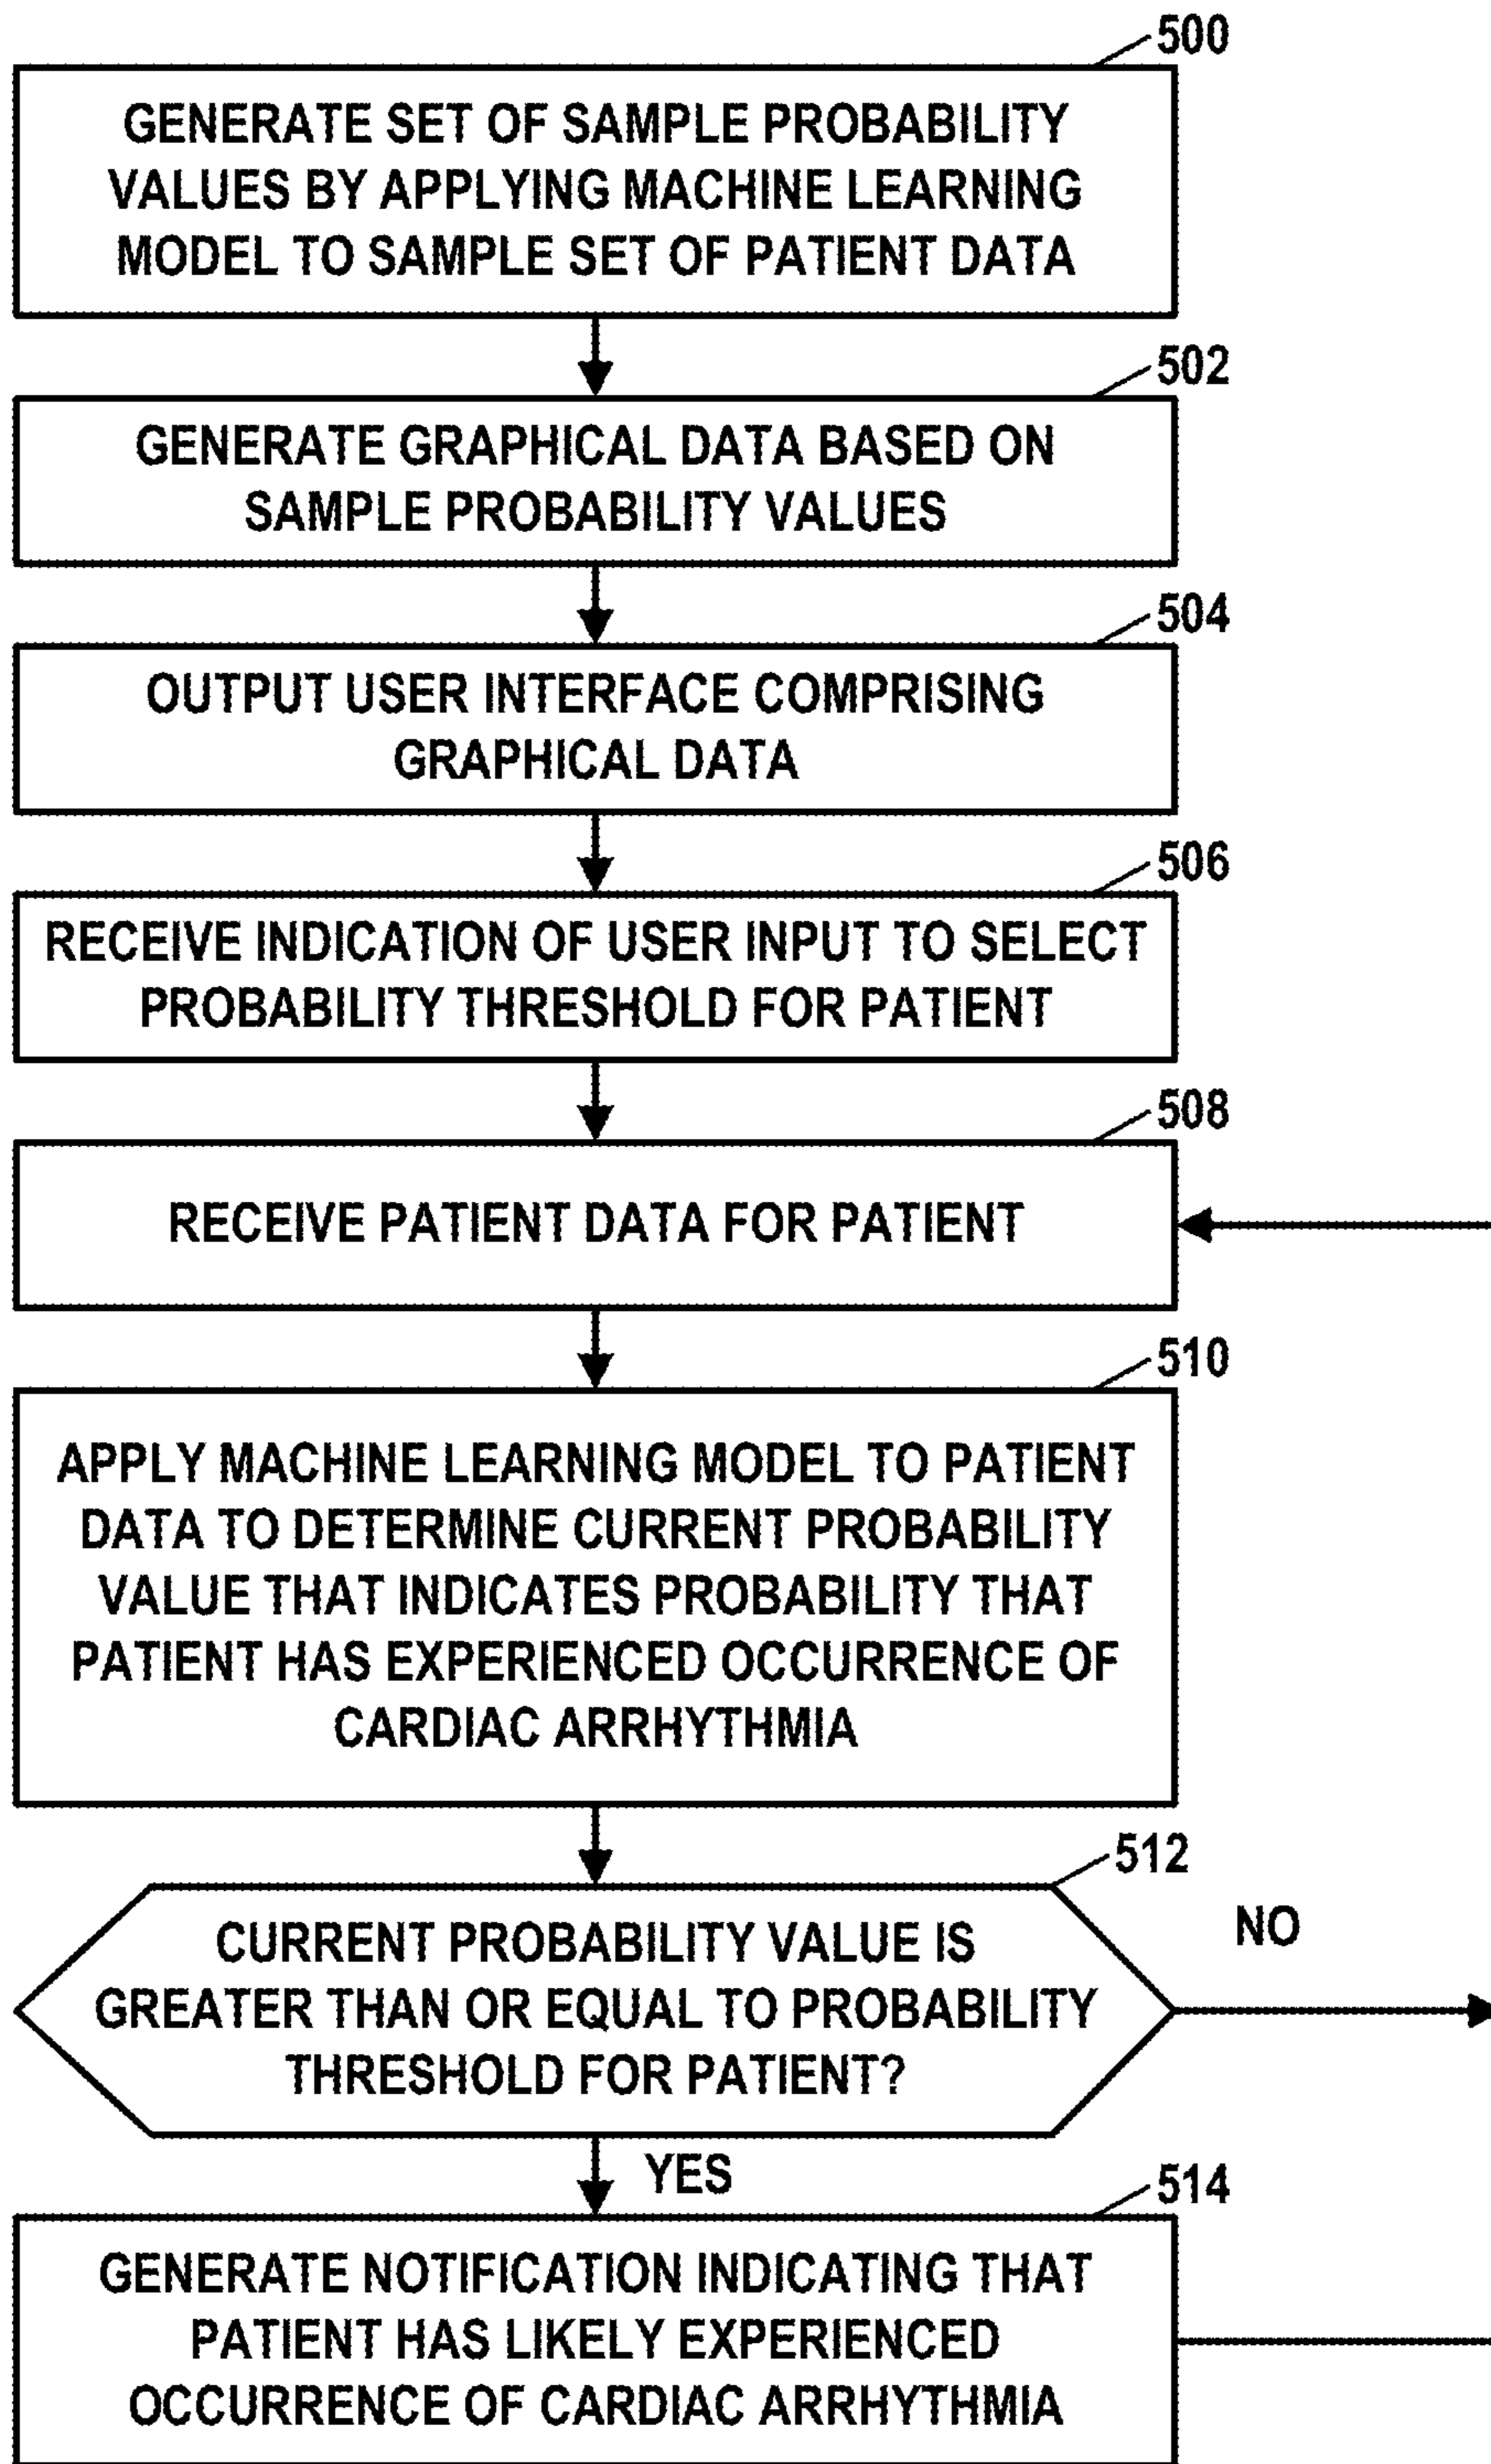 500
GENERATE SET OF SAMPLE PROBABILITY
VALUES BY APPLYING MACHINE LEARNING
MODEL TO SAMPLE SET OF PATIENT DATA
502
GENERATE GRAPHICAL DATA BASED ON
SAMPLE PROBABILITY VALUES
504
OUTPUT USER INTERFACE COMPRISING
GRAPHICAL DATA
506
RECEIVE INDICATION OF USER INPUT TO SELECT
PROBABILITY THRESHOLD FOR PATIENT
508
RECEIVE PATIENT DATA FOR PATIENT
510
APPLY MACHINE LEARNING MODEL TO PATIENT
DATA TO DETERMINE CURRENT PROBABILITY
VALUE THAT INDICATES PROBABILITY THAT
PATIENT HAS EXPERIENCED OCCURRENCE OF
CARDIAC ARRHYTHMIA
512
CURRENT PROBABILITY VALUE IS
GREATER THAN OR EQUAL TO PROBABILITY
THRESHOLD FOR PATIENT?
NO
YES
514
GENERATE NOTIFICATION INDICATING THAT
PATIENT HAS LIKELY EXPERIENCED
OCCURRENCE OF CARDIAC ARRHYTHMIA